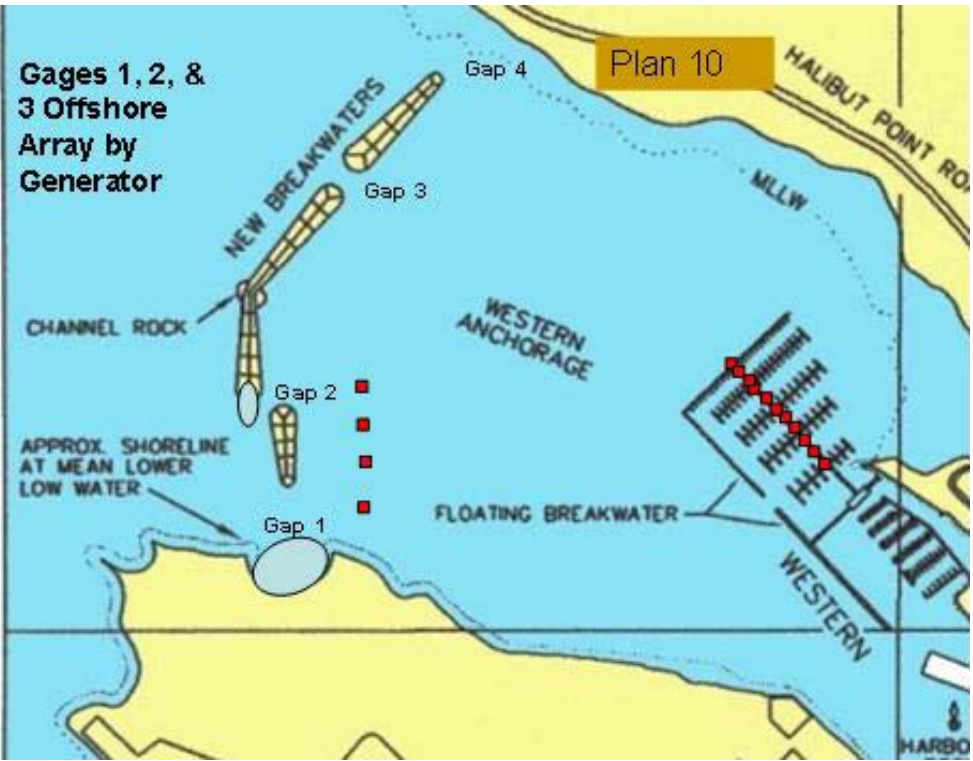 Gages 1, 2, &
3 Offshore
Array by
Generator
Gap 4
Plan 10
HALIBUT POINT RO
NEW BREAKWATERS
Gap 3
MLLW
CHANNEL ROCK
WESTERN
ANCHORAGE
Gap 2
APPROX. SHORELINE
AT MEAN LOWER
LOW WATER
FLOATING BREAKWATER
Gap 1
WESTERN
HARBO